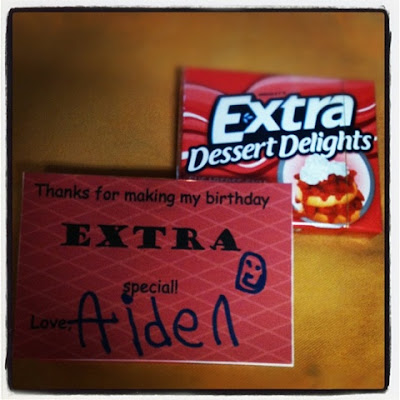 Extra
Dessert Delights
Thanks for making my birthday
EXTRA
special!
Love,
Aiden